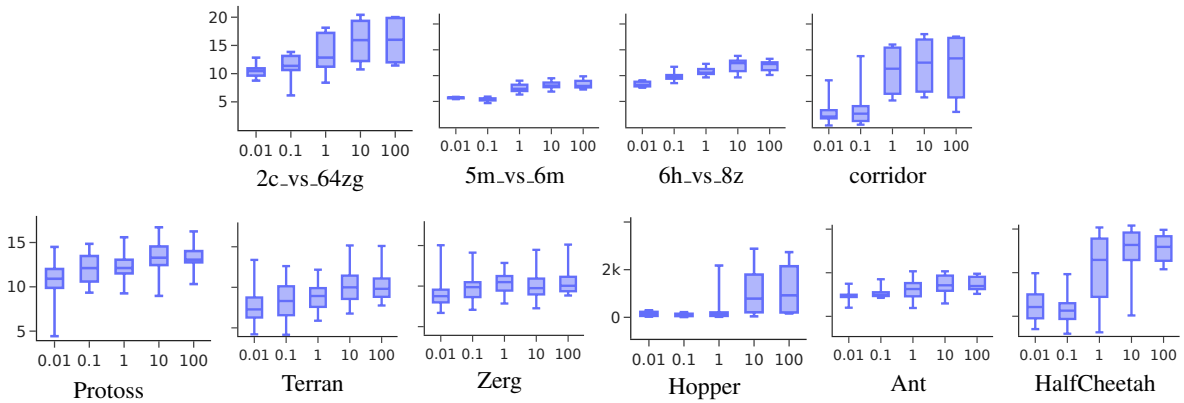 20
15
10
5
0.01 0.1 1 10 100
0.01 0.1 1 10 100
0.01 0.1 1 10 100
0.01 0.1 1 10 100
2c_vs_64zg
5m_vs_6m
6h_vs_8z
corridor
15
10
5
2k
0
0.01 0.1 1 10 100
0.01 0.1 1 10 100
0.01 0.1 1 10 100
0.01 0.1 1 10 100
0.01 0.1 1 10 100
0.01 0.1 1 10 100
Protoss
Terran
Zerg
Hopper
Ant
HalfCheetah